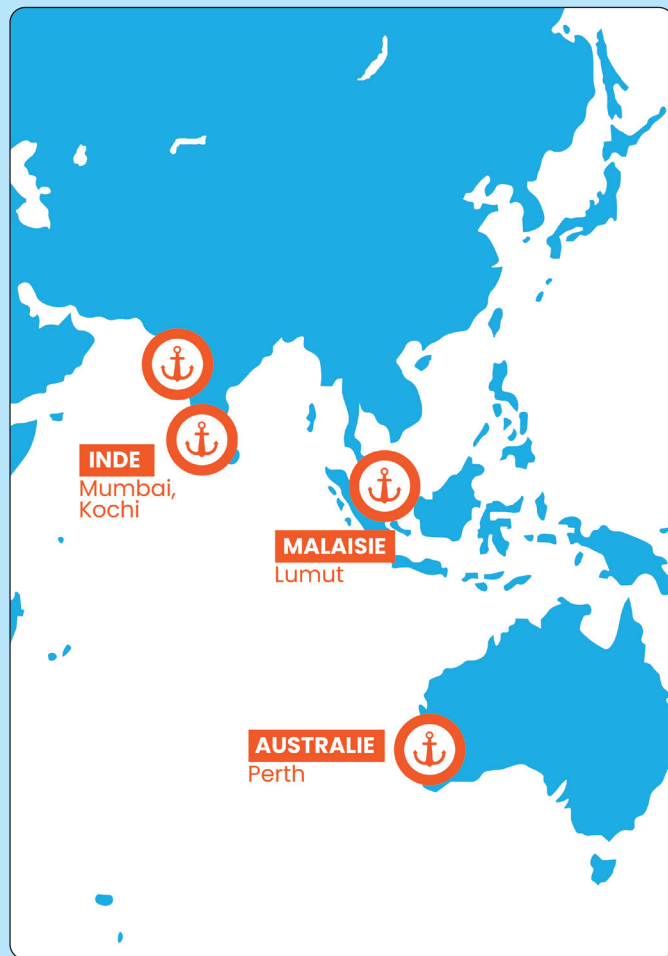 INDE
Mumbai,
Kochi
MALAISIE
Lumut
AUSTRALIE
Perth